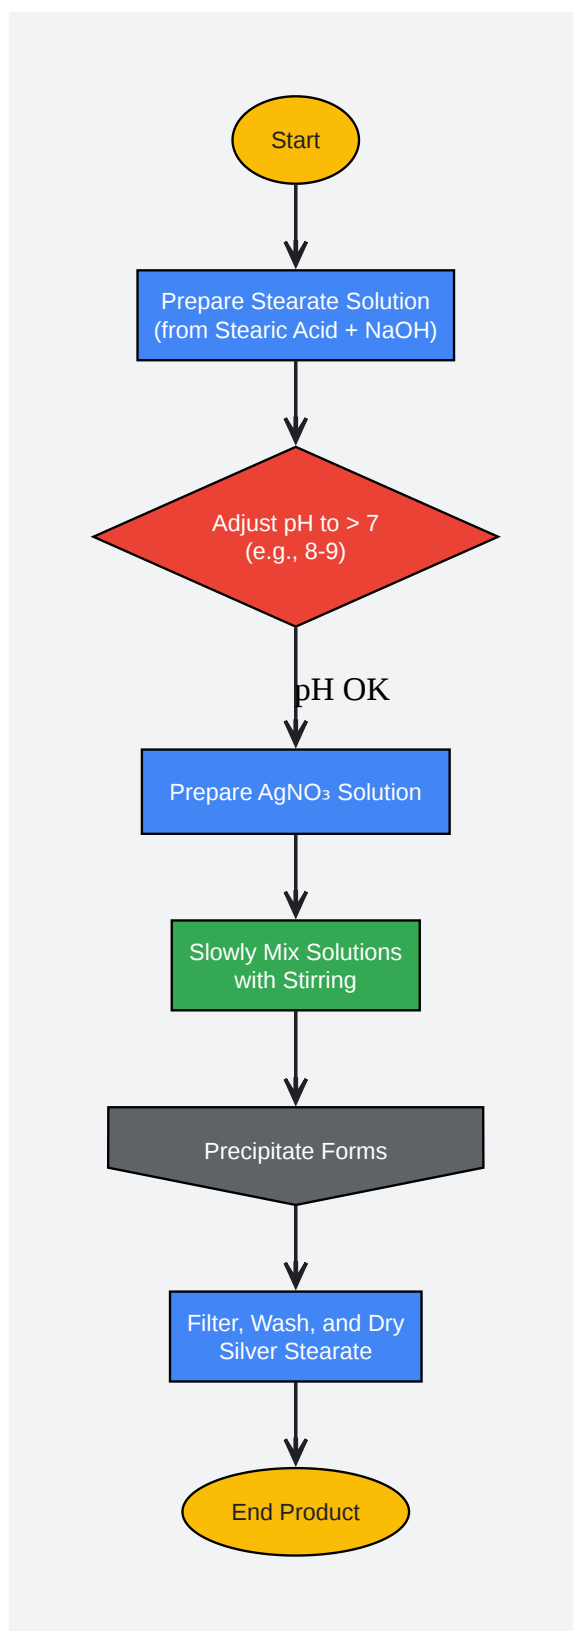 Start
Prepare Stearate Solution
(from Stearic Acid + NaOH)
Adjust pH to > 7
(e.g., 8-9)
pH OK
Prepare AgNO₃ Solution
Slowly Mix Solutions
with Stirring
Precipitate Forms
Filter, Wash, and Dry
Silver Stearate
End Product